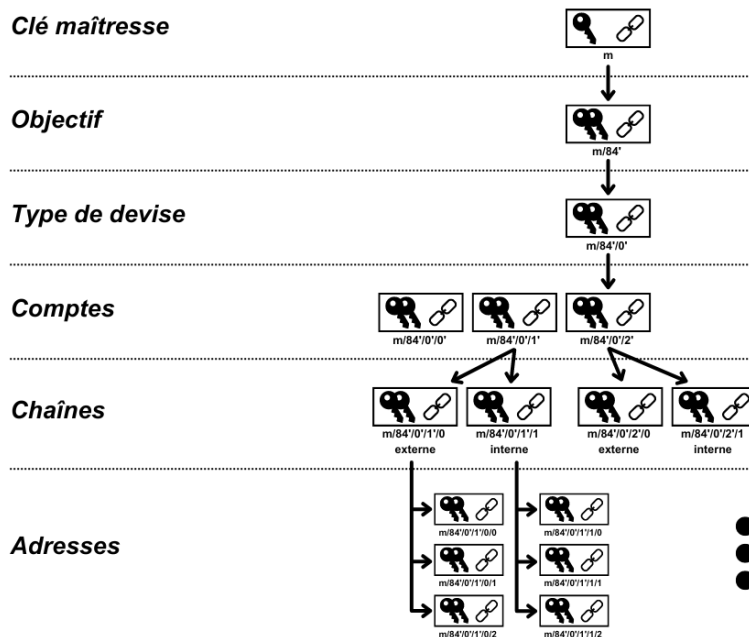 Clé maîtresse
m
Objectif
m/84'
Type de devise
m/84'/0'
Comptes
m/84'/0'/0'
m/84'/0'/1'
m/84'/0'/2'
Chaînes
m/84'/0'/1'/0
externe
m/84'/0'/1'/1
interne
m/84'/0'/2'/0
externe
m/84'/0'/2'/1
interne
Adresses
m/84'/0'/1'/0/0
m/84'/0'/1'/1/0
m/84'/0'/1'/0/1
m/84'/0'/1'/1/1
m/84'/0'/1'/0/2
m/84'/0'/1'/1/2